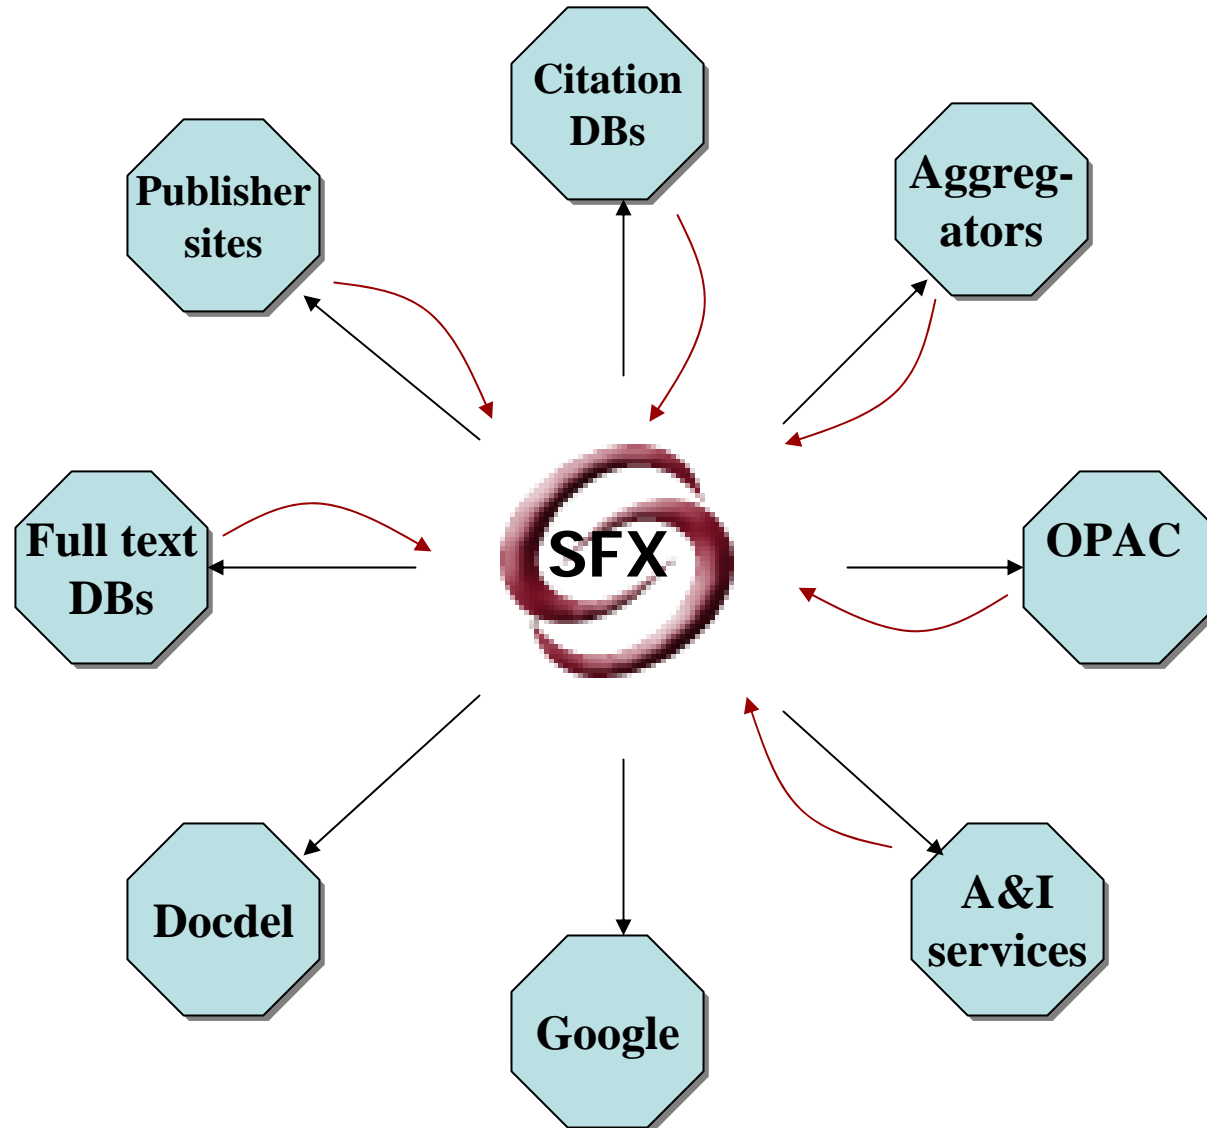 Citation
DBs
Aggreg-
ators
Publisher
sites
SFX
OPAC
Full text
DBs
A&I
services
Docdel
Google